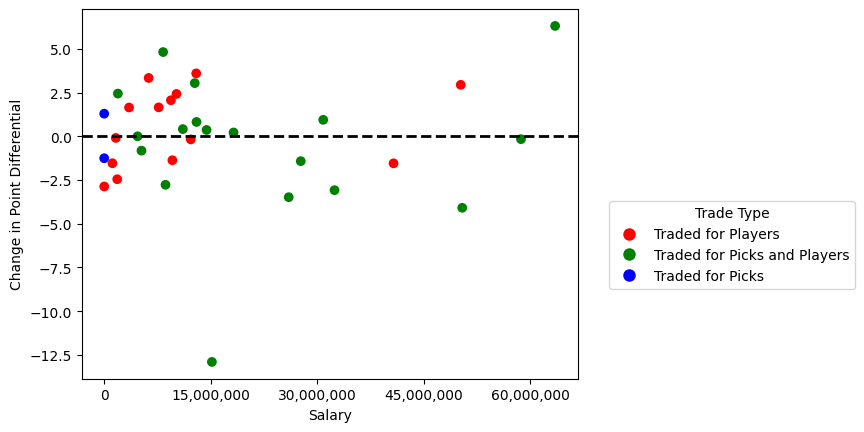 5.0
2.5
0.0
−2.5
−5.0
−7.5
−10.0
−12.5
Change in Point Differential
0 15,000,000 30,000,000 45,000,000 60,000,000
Salary
Trade Type
Traded for Players
Traded for Picks and Players
Traded for Picks